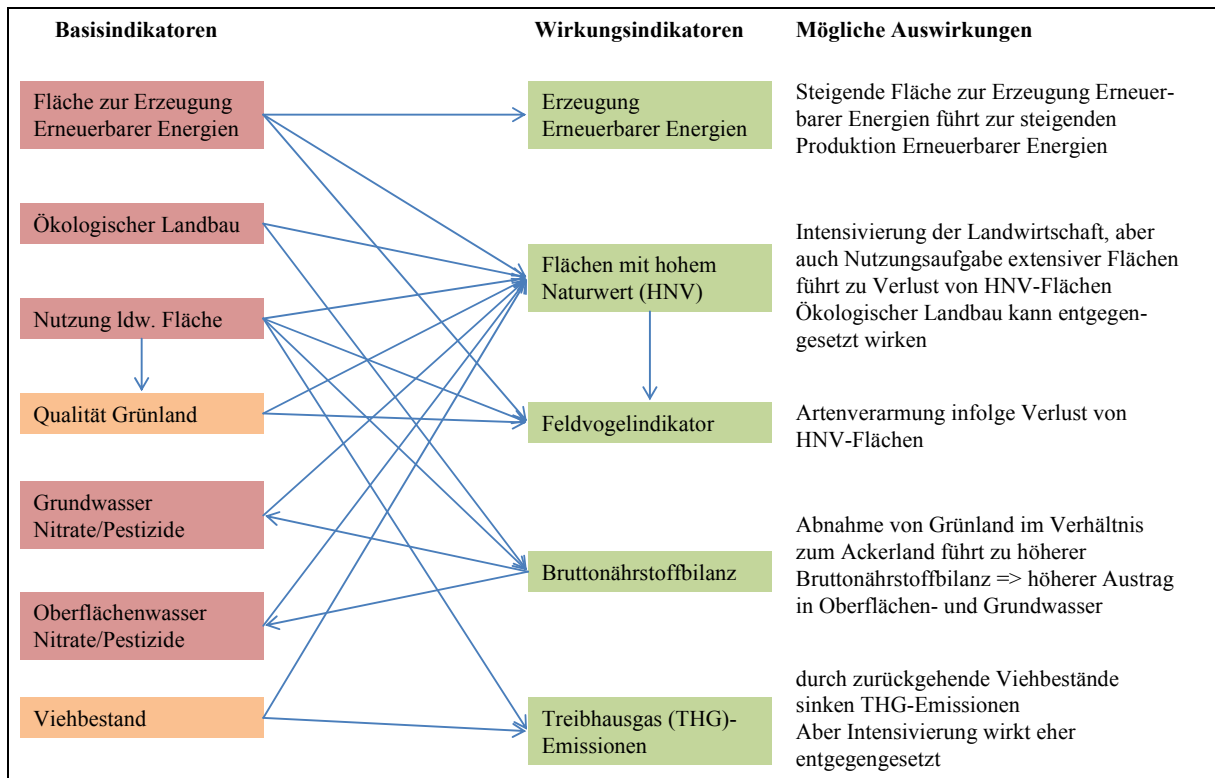 Basisindikatoren
Wirkungsindikatoren
Mögliche Auswirkungen
Fläche zur Erzeugung
Erneuerbarer Energien
Erzeugung
Erneuerbarer Energien
Steigende Fläche zur Erzeugung Erneuer-
barer Energien führt zur steigenden
Produktion Erneuerbarer Energien
Ökologischer Landbau
Flächen mit hohem
Naturwert (HNV)
Intensivierung der Landwirtschaft, aber
auch Nutzungsaufgabe extensiver Flächen
führt zu Verlust von HNV-Flächen
Ökologischer Landbau kann entgegen-
gesetzt wirken
Nutzung ldw. Fläche
Qualität Grünland
Feldvogelindikator
Artenverarmung infolge Verlust von
HNV-Flächen
Grundwasser
Nitrate/Pestizide
Bruttonährstoffbilanz
Abnahme von Grünland im Verhältnis
zum Ackerland führt zu höherer
Bruttonährstoffbilanz => höherer Austrag
in Oberflächen- und Grundwasser
Oberflächenwasser
Nitrate/Pestizide
Viehbestand
Treibhausgas (THG)-
Emissionen
durch zurückgehende Viehbestände
sinken THG-Emissionen
Aber Intensivierung wirkt eher
entgegengesetzt